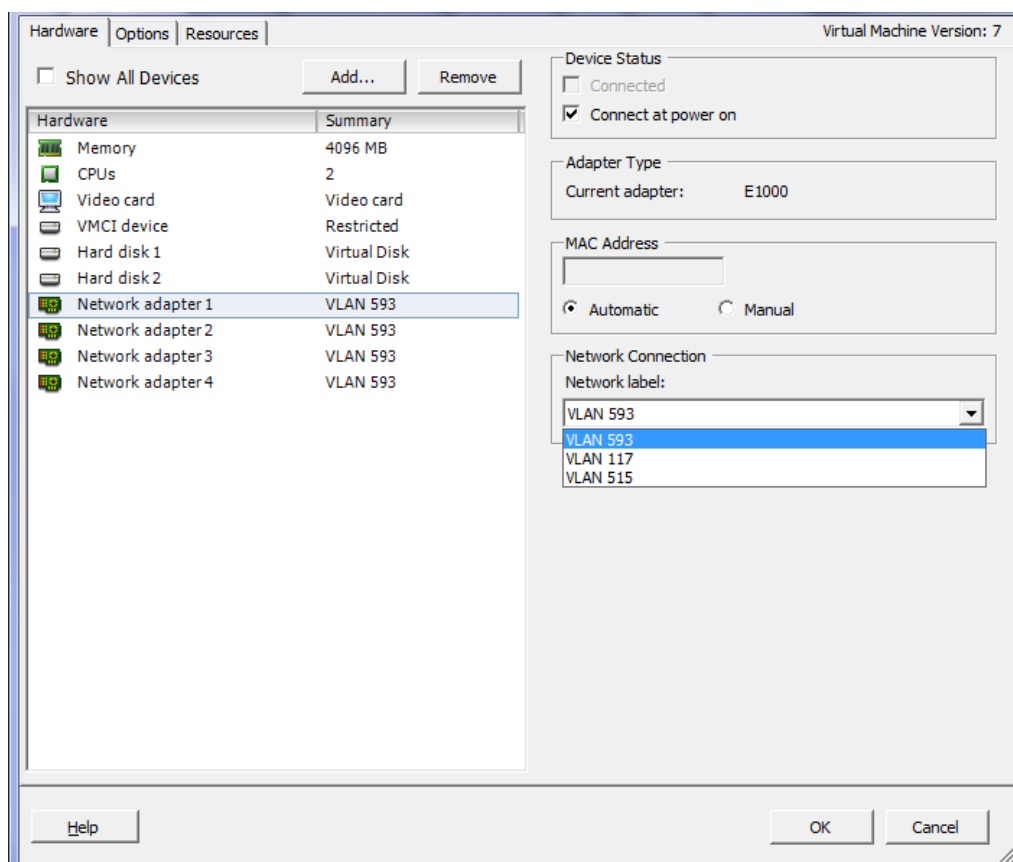 Hardware Options Resources Virtual Machine Version: 7
Show All Devices Add... Remove
Hardware Summary
Memory 4096 MB
CPUs 2
Video card Video card
VMCI device Restricted
Hard disk 1 Virtual Disk
Hard disk 2 Virtual Disk
Network adapter 1 VLAN 593
Network adapter 2 VLAN 593
Network adapter 3 VLAN 593
Network adapter 4 VLAN 593
Device Status
Connected
Connect at power on
Adapter Type
Current adapter: E1000
MAC Address
Automatic Manual
Network Connection
Network label:
VLAN 593
VLAN 593
VLAN 117
VLAN 515
Help OK Cancel